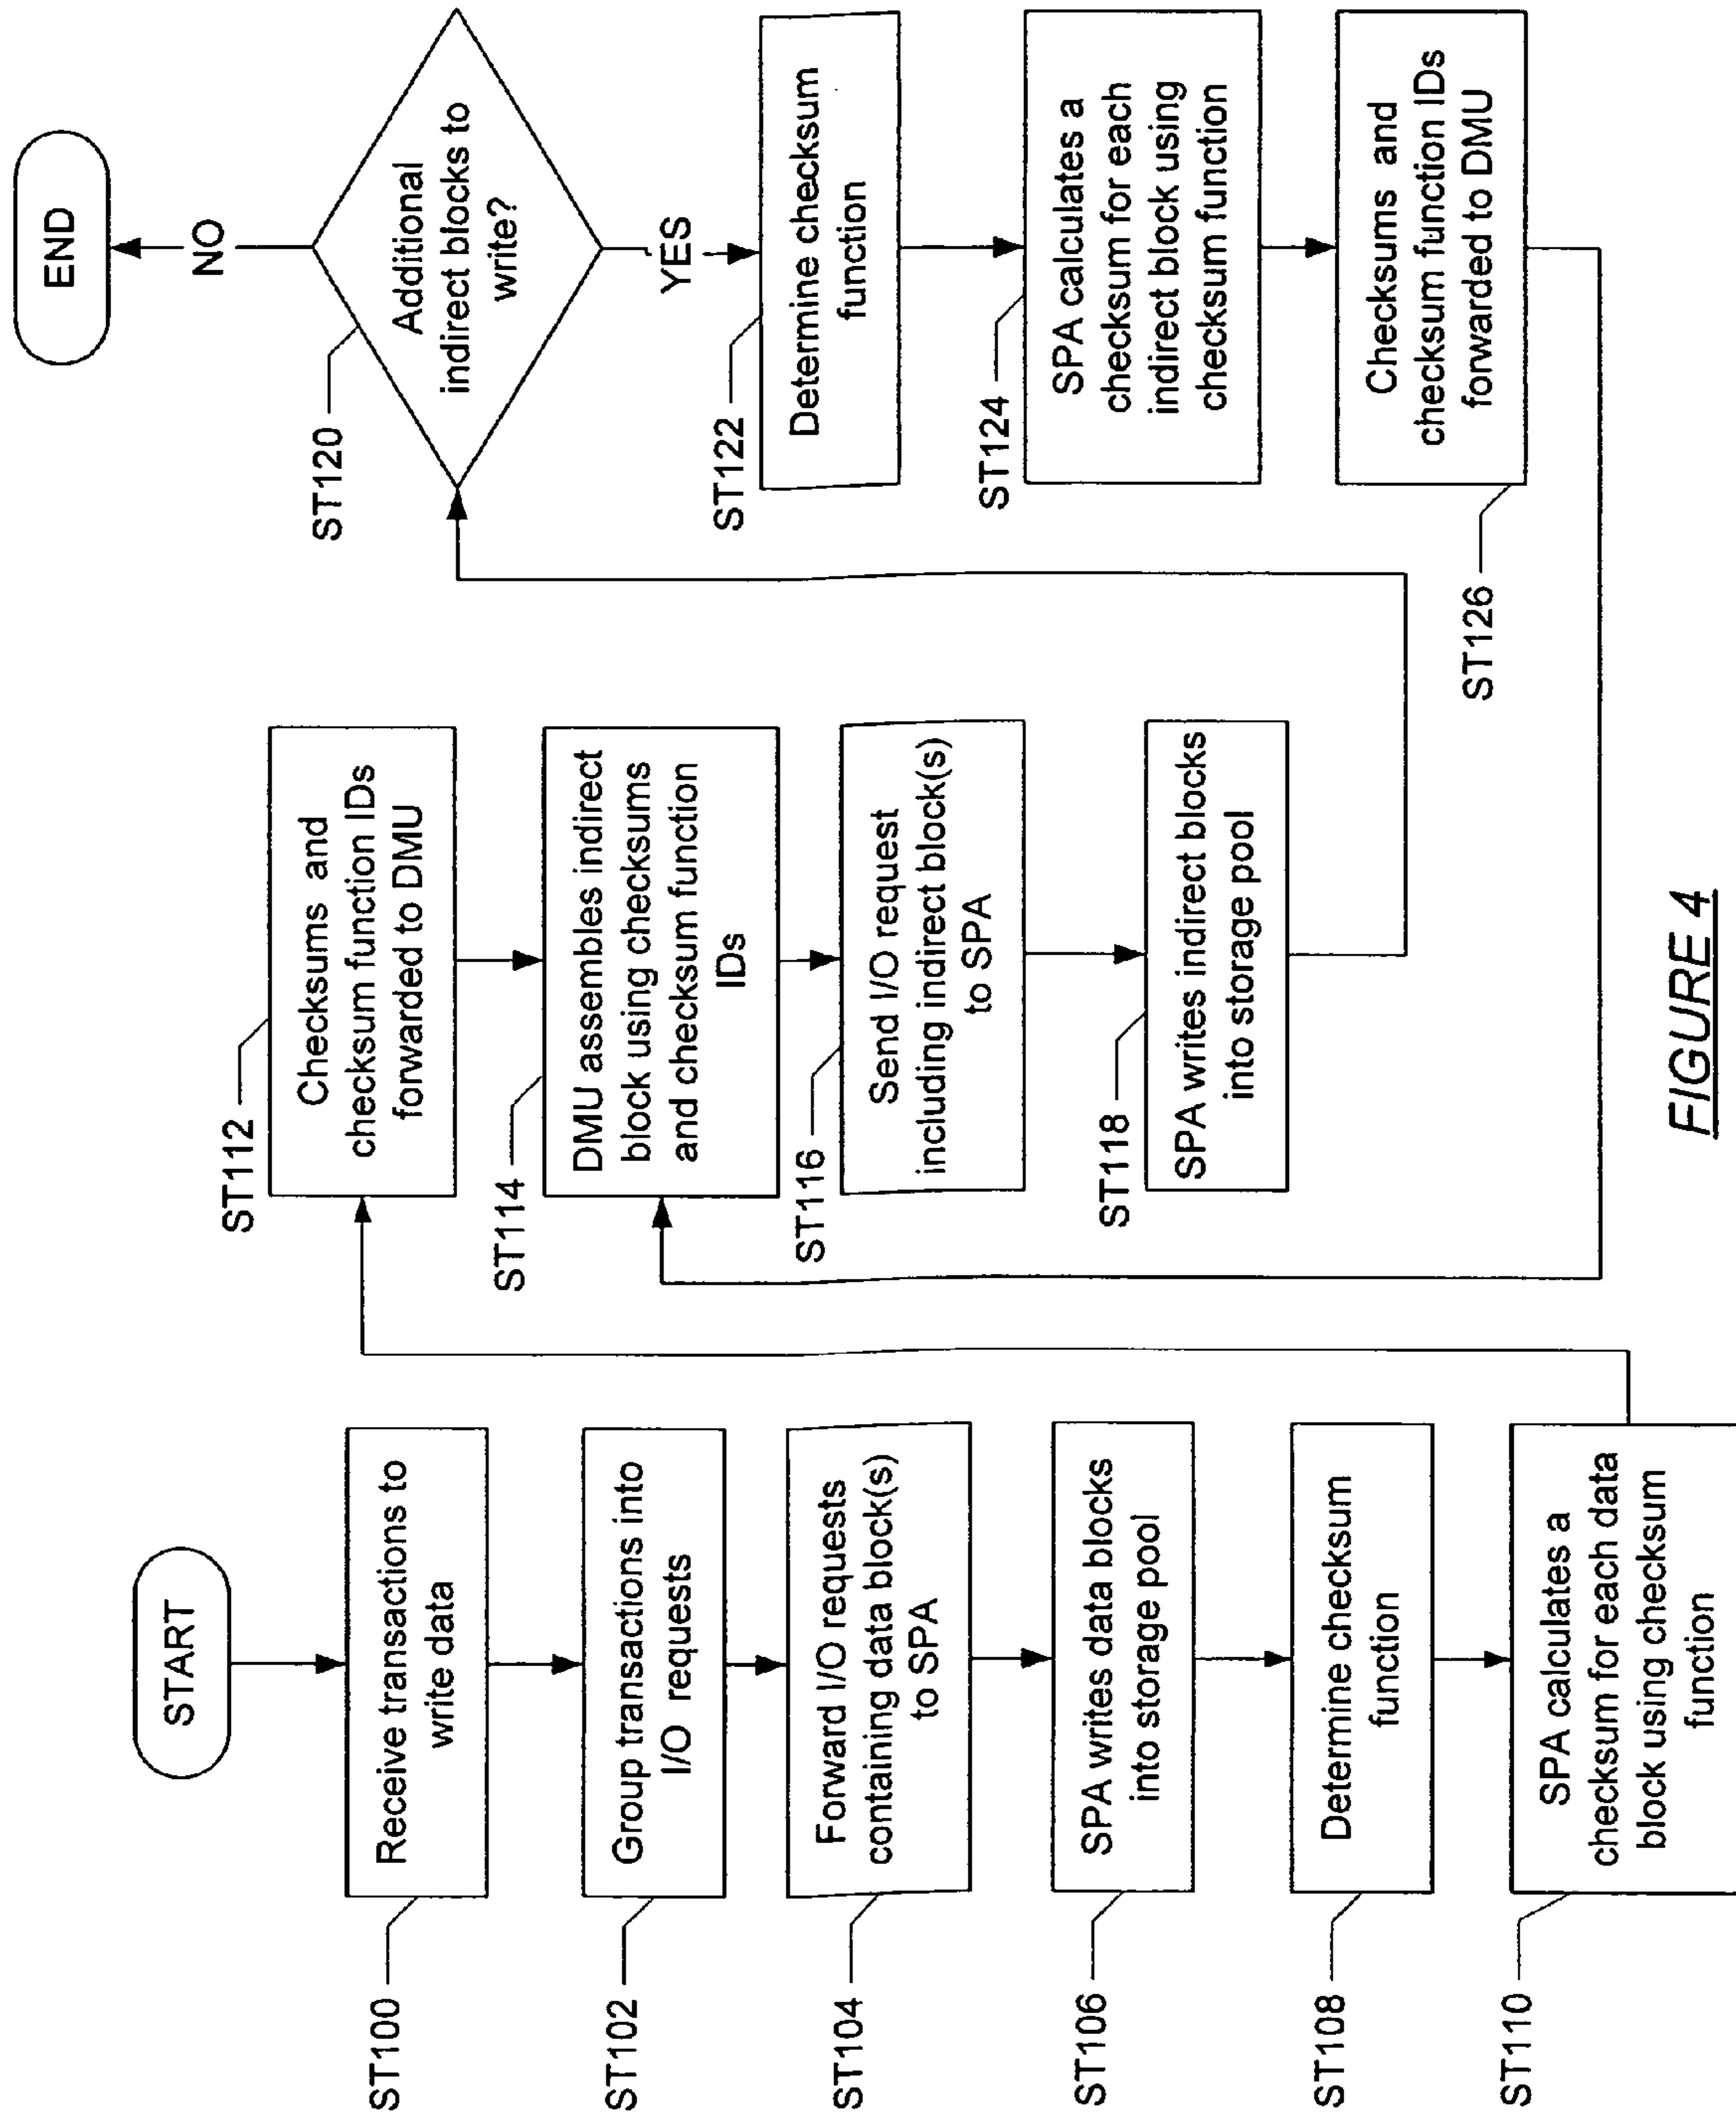 START
ST100
Receive transactions to
write data
ST102
Group transactions into
I/O requests
ST104
Forward I/O requests
containing data block(s)
to SPA
ST106
SPA writes data blocks
into storage pool
ST108
Determine checksum
function
ST110
SPA calculates a
checksum for each data
block using checksum
function
ST112
Checksums and
checksum function IDs
forwarded to DMU
ST114
DMU assembles indirect
block using checksums
and checksum function
IDs
ST116
Send I/O request
including indirect block(s)
to SPA
ST118
SPA writes indirect blocks
into storage pool
END
NO
ST120
Additional
indirect blocks to
write?
YES
ST122
Determine checksum
function
ST124
SPA calculates a
checksum for each
indirect block using
checksum function
ST126
Checksums and
checksum function IDs
forwarded to DMU
FIGURE 4